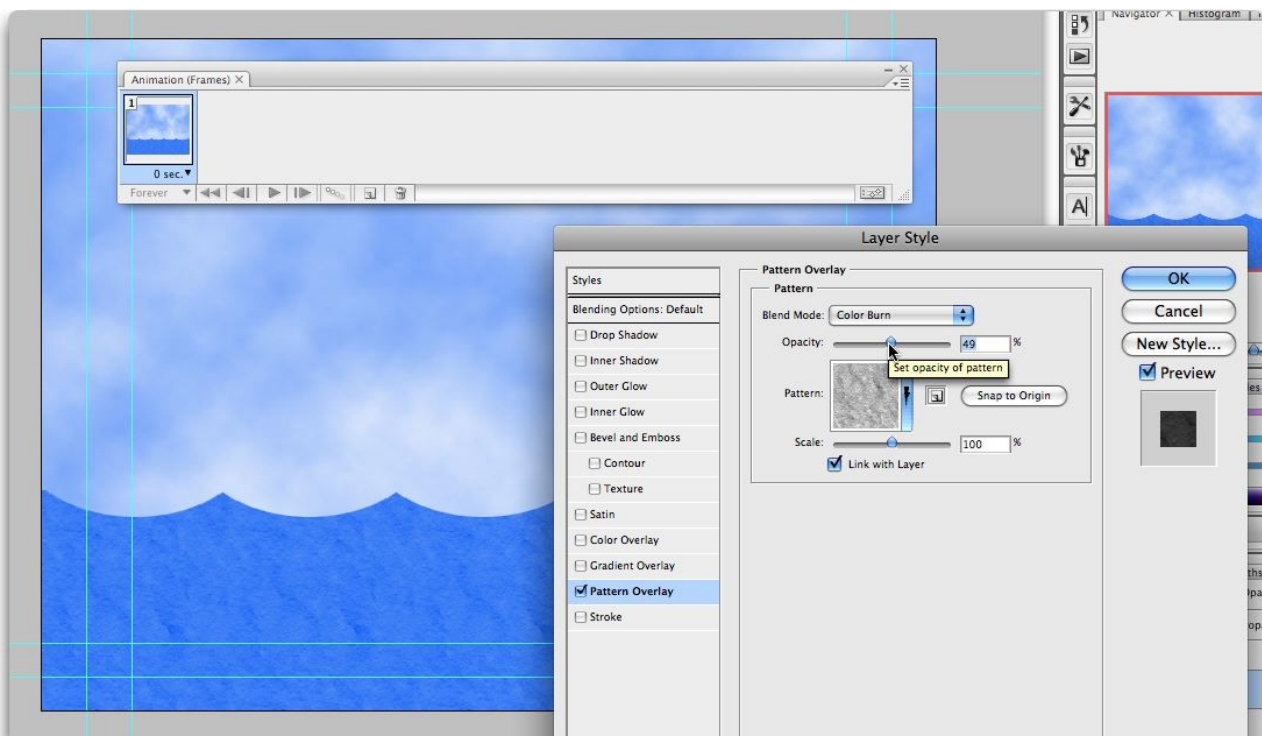 Navigator × Histogram
Animation (Frames) ×
1
0 sec.
Forever
A
Layer Style
Styles
Blending Options: Default
Drop Shadow
Inner Shadow
Outer Glow
Inner Glow
Bevel and Emboss
Contour
Texture
Satin
Color Overlay
Gradient Overlay
Pattern Overlay
Stroke
Pattern Overlay
Pattern
Blend Mode: Color Burn
Opacity: 49 %
Set opacity of pattern
Pattern:
Snap to Origin
Scale: 100 %
Link with Layer
OK
Cancel
New Style...
Preview